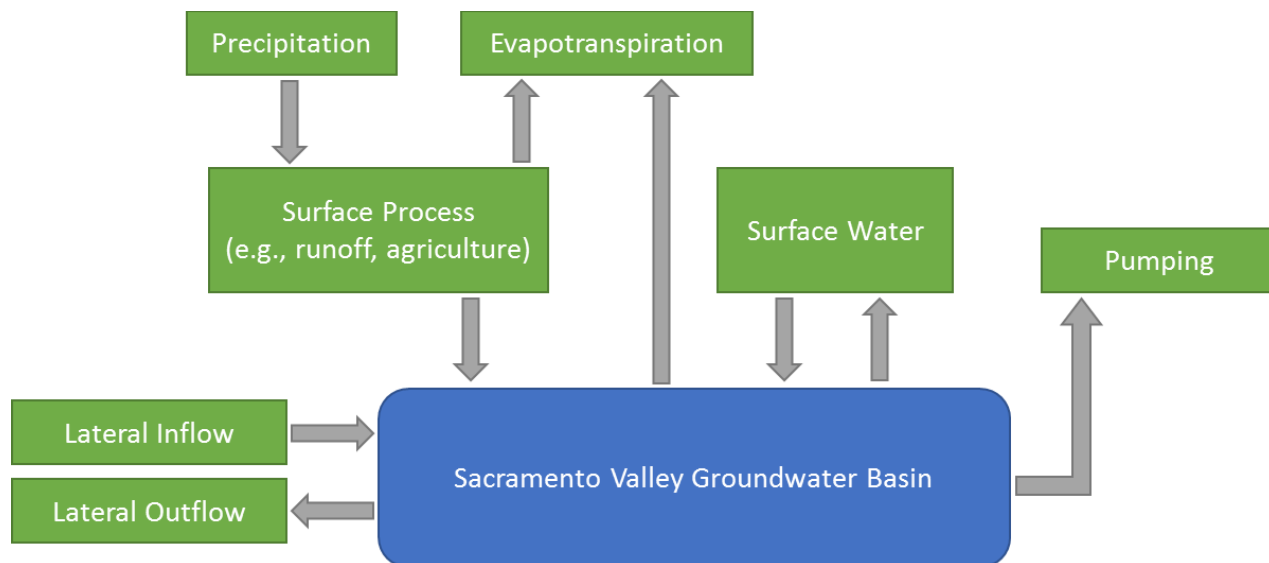 Precipitation
Evapotranspiration
Surface Process
(e.g., runoff, agriculture)
Surface Water
Pumping
Lateral Inflow
Sacramento Valley Groundwater Basin
Lateral Outflow